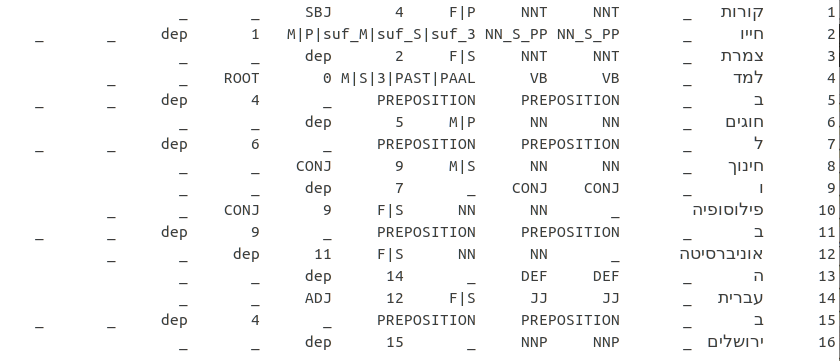 1 קורות _ NNT NNT F|P 4 SBJ _ _
2 חייו _ NN_S_PP NN_S_PP M|P|suf_M|suf_S|suf_3 1 dep _ _
3 צמרת _ NNT NNT F|S 2 dep _ _
4 למד _ VB VB M|S|3|PAST|PAAL 0 ROOT _ _
5 ב _ PREPOSITION PREPOSITION _ 4 dep _ _
6 חוגים _ NN NN M|P 5 dep _ _
7 ל _ PREPOSITION PREPOSITION _ 6 dep _ _
8 חינוך _ NN NN M|S 9 CONJ _ _
9 ו _ CONJ CONJ _ 7 dep _ _
10 פילוסופיה _ NN NN F|S 9 CONJ _ _
11 ב _ PREPOSITION PREPOSITION _ 9 dep _ _
12 אוניברסיטה _ NN NN F|S 11 dep _ _
13 ה _ DEF DEF _ 14 dep _ _
14 עברית _ JJ JJ F|S 12 ADJ _ _
15 ב _ PREPOSITION PREPOSITION _ 4 dep _ _
16 ירושלים _ NNP NNP _ 15 dep _ _